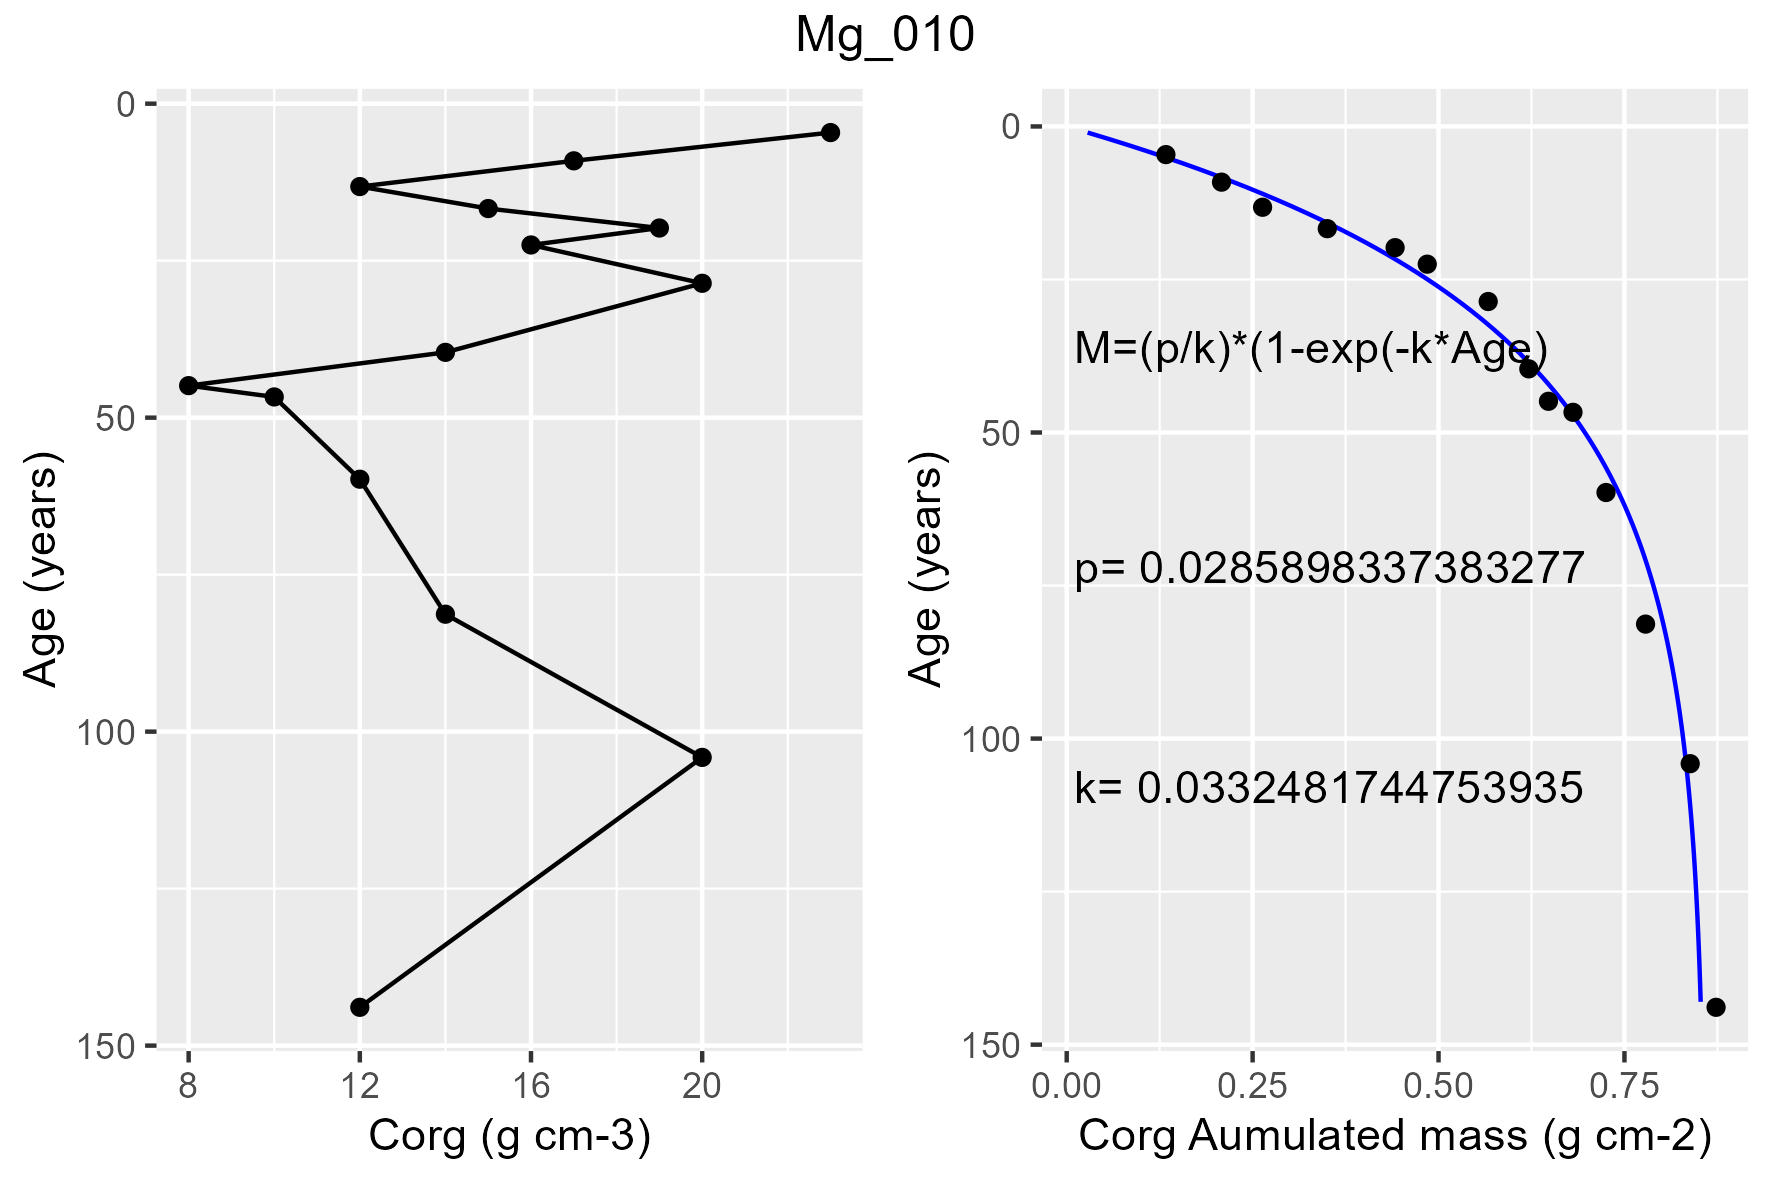 Mg_010
0
50
100
150
Age (years)
8 12 16 20
Corg (g cm-3)
0
50
100
150
Age (years)
M=(p/k)*(1-exp(-k*Age)
p= 0.0285898337383277
k= 0.0332481744753935
0.00 0.25 0.50 0.75
Corg Aumulated mass (g cm-2)